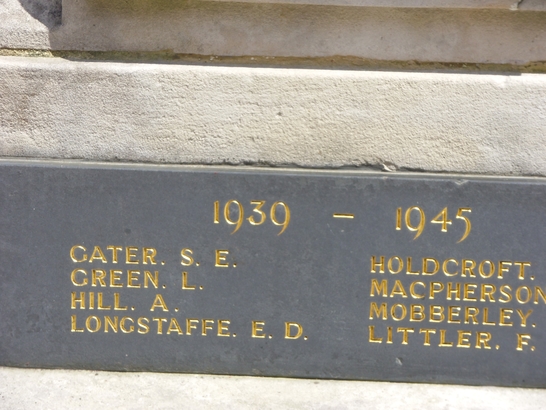 1939 – 1945
GATER. S. E.
GREEN. L.
HILL. A.
LONGSTAFFE. E. D.
HOLDCROFT.
MACPHERSON
MOBBERLEY.
LITTLER. F.